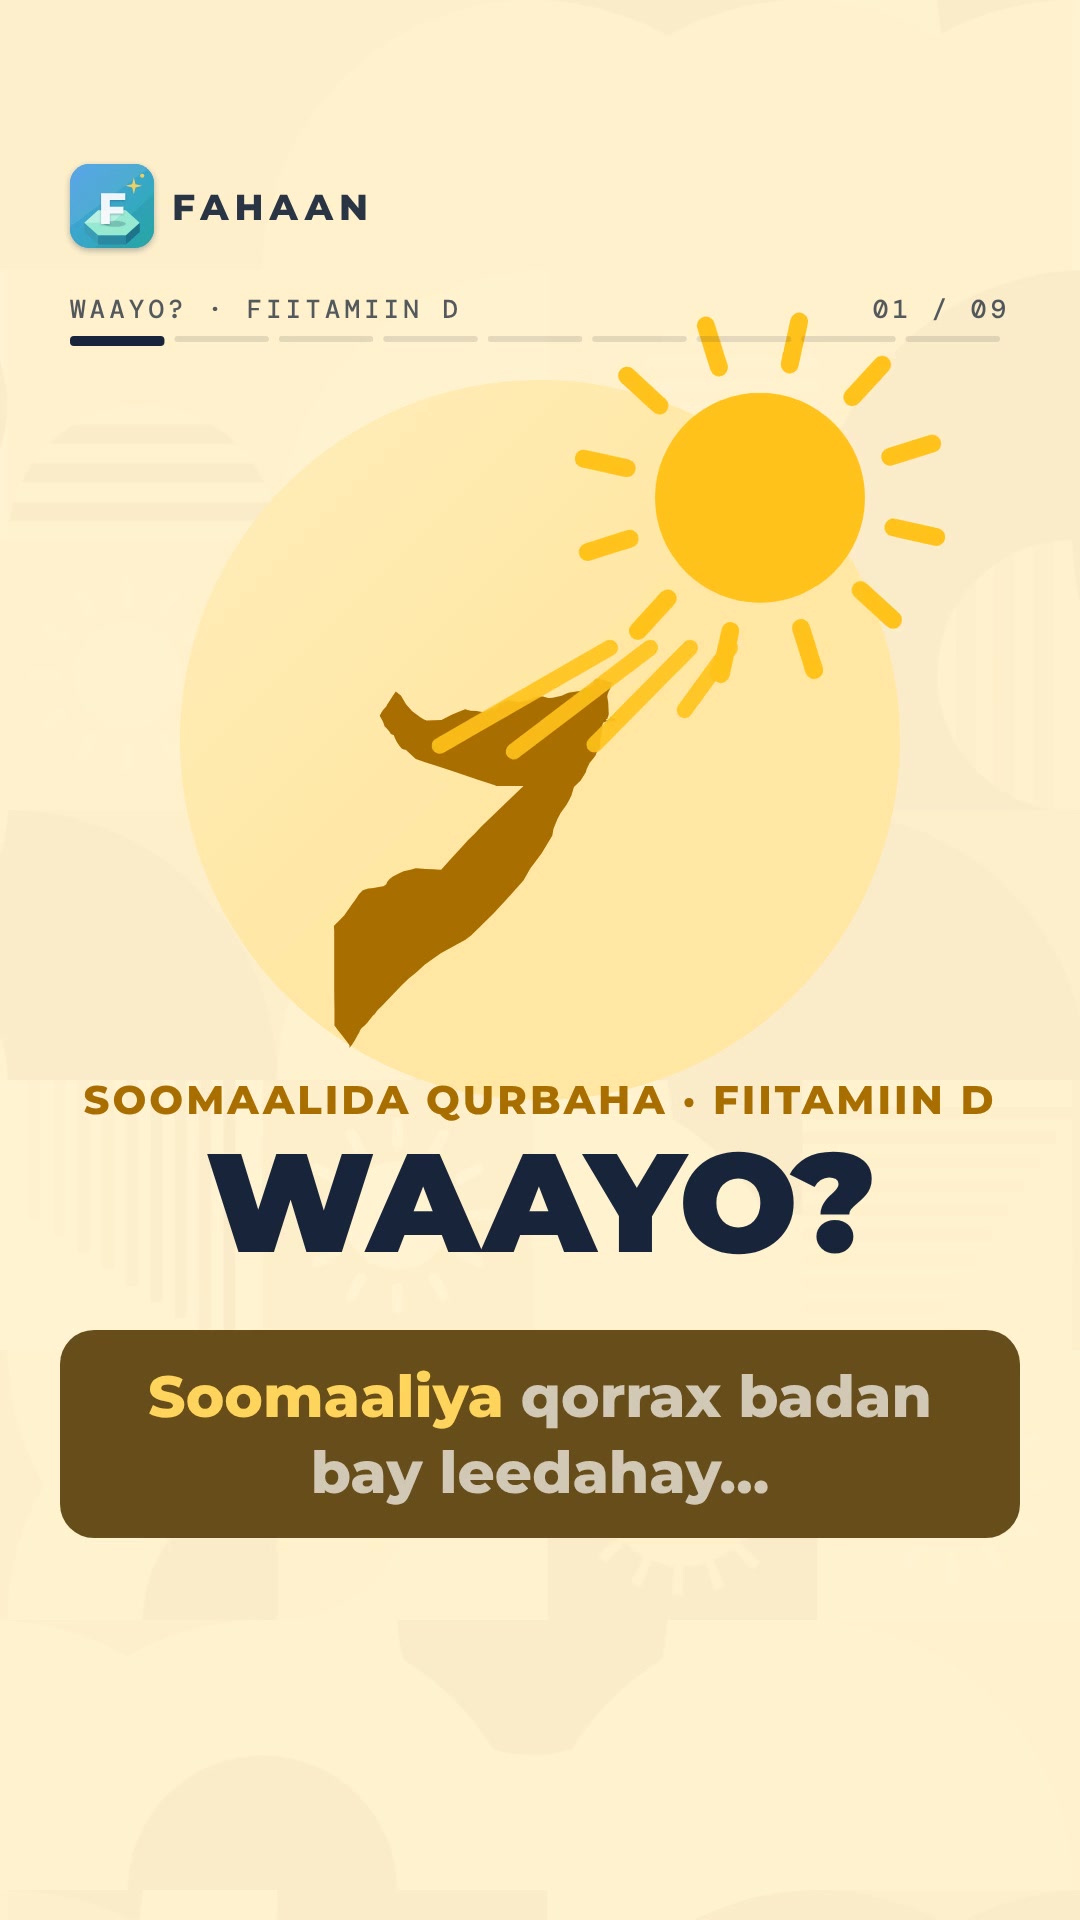 F FAHAAN
WAAYO? · FIITAMIIN D
01 / 09
SOOMAALIDA QURBAHA · FIITAMIIN D
WAAYO?
Soomaaliya qorrax badan
bay leedahay...